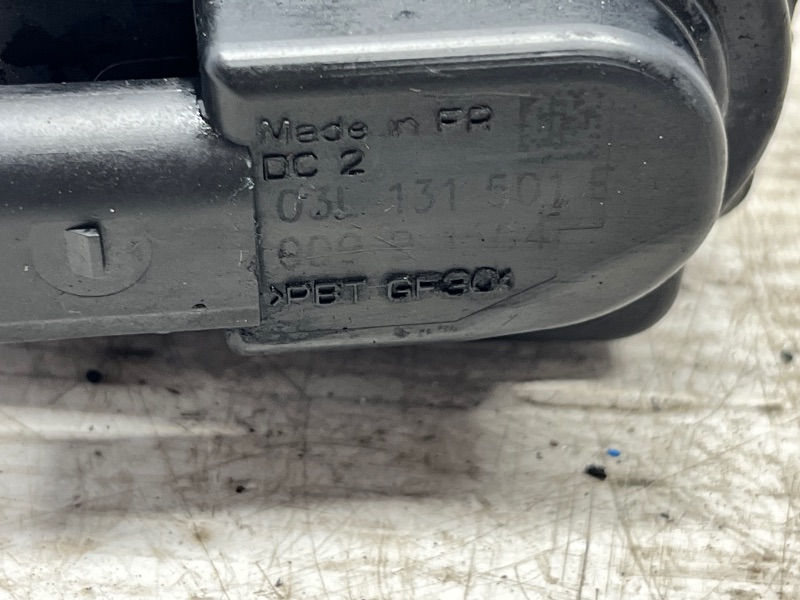 Made in FR
DC 2
03L 131 501
>PBT GF30<